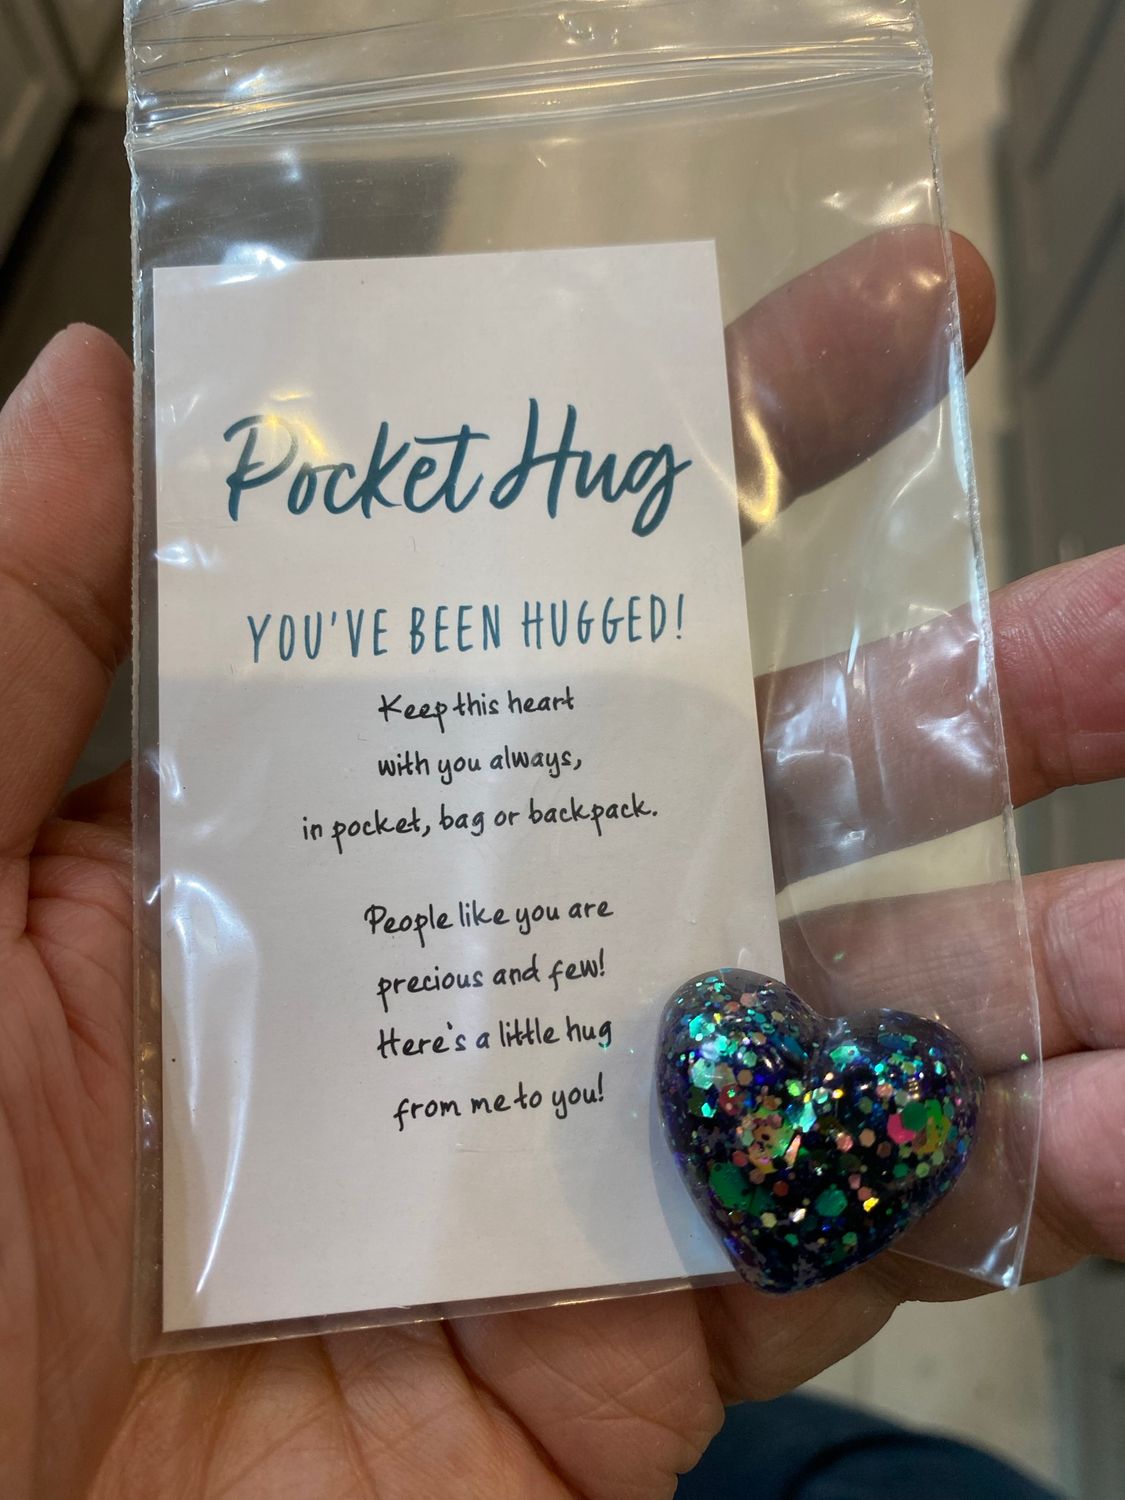 Pocket Hug
YOU'VE BEEN HUGGED!
Keep this heart
with you always,
in pocket, bag or backpack.
People like you are
precious and few!
Here's a little hug
from me to you!